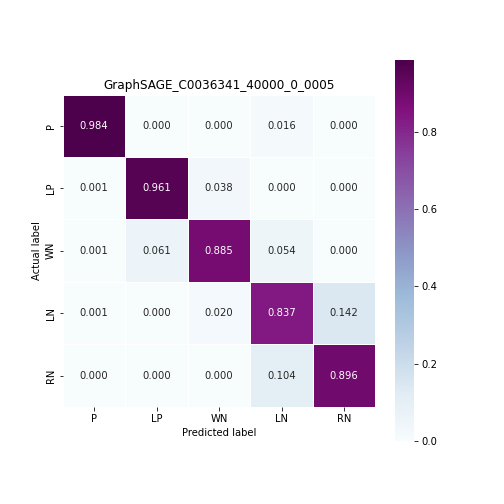 GraphSAGE_C0036341_40000_0_0005
P 0.984 0.000 0.000 0.016 0.000
LP 0.001 0.961 0.038 0.000 0.000
WN 0.001 0.061 0.885 0.054 0.000
LN 0.001 0.000 0.020 0.837 0.142
RN 0.000 0.000 0.000 0.104 0.896
P LP WN LN RN
Predicted label
Actual label
0.8
0.6
0.4
0.2
0.0